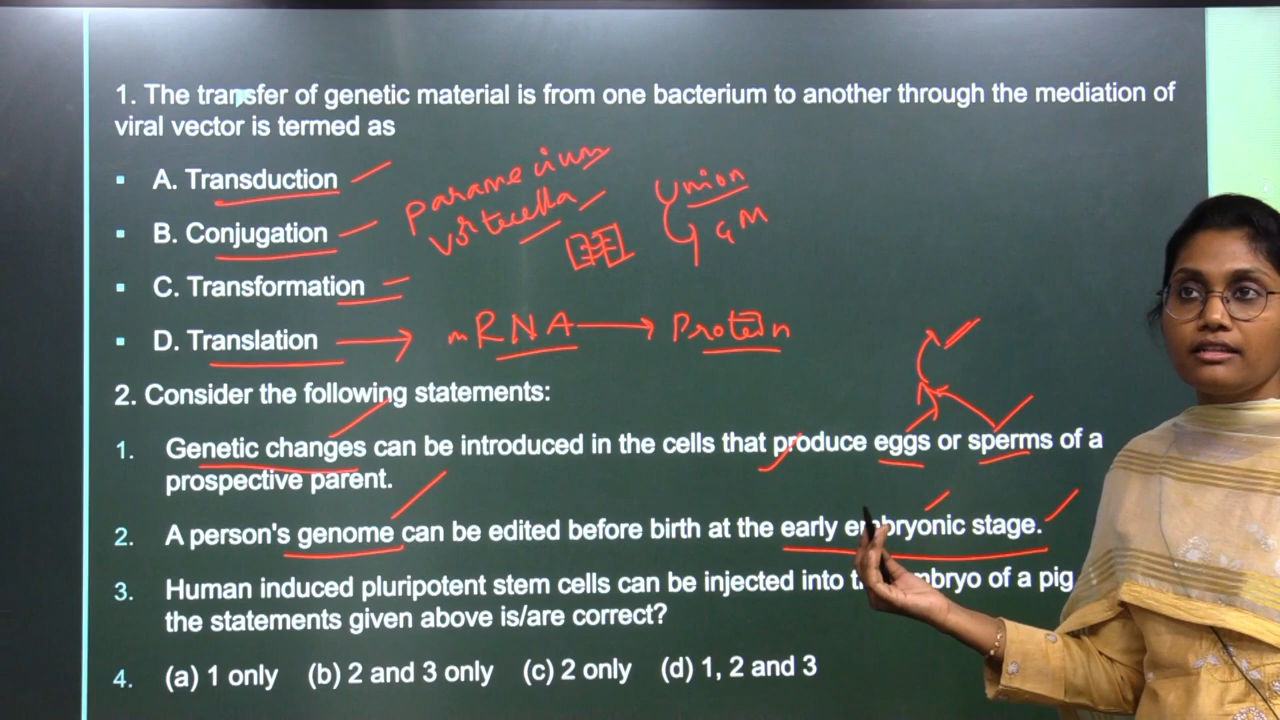 1. The transfer of genetic material is from one bacterium to another through the mediation of
viral vector is termed as
A. Transduction
paramecium
Union
B. Conjugation
GM
C. Transformation
D. Translation → mRNA → Protein
2. Consider the following statements:
1. Genetic changes can be introduced in the cells that produce eggs or sperms of a
prospective parent.
2. A person's genome can be edited before birth at the early embryonic stage.
3. Human induced pluripotent stem cells can be injected into embryo of a pig
the statements given above is/are correct?
4. (a) 1 only (b) 2 and 3 only (c) 2 only (d) 1, 2 and 3